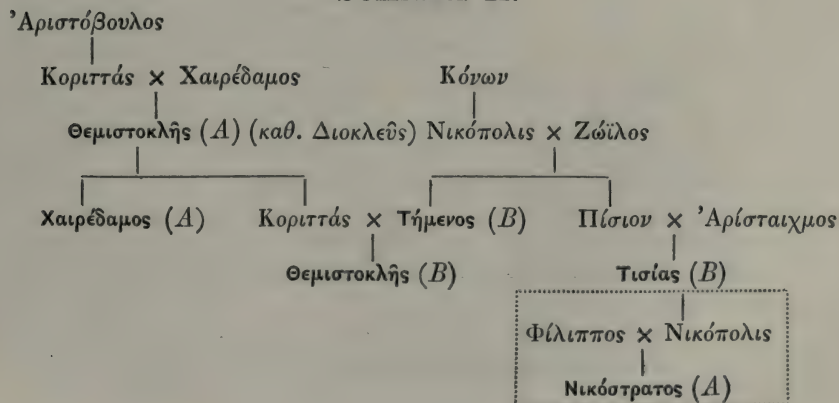 Ἀριστόβουλος
Κοριττάς × Χαιρέδαμος Κόνων
Θεμιστοκλῆς (A) (καθ. Διοκλεῦς) Νικόπολις × Ζώϊλος
Χαιρέδαμος (A) Κοριττάς × Τήμενος (B) Πίσιον × Ἀρίσταιχμος
Θεμιστοκλῆς (B) Τισίας (B)
Φίλιππος × Νικόπολις
Νικόστρατος (A)